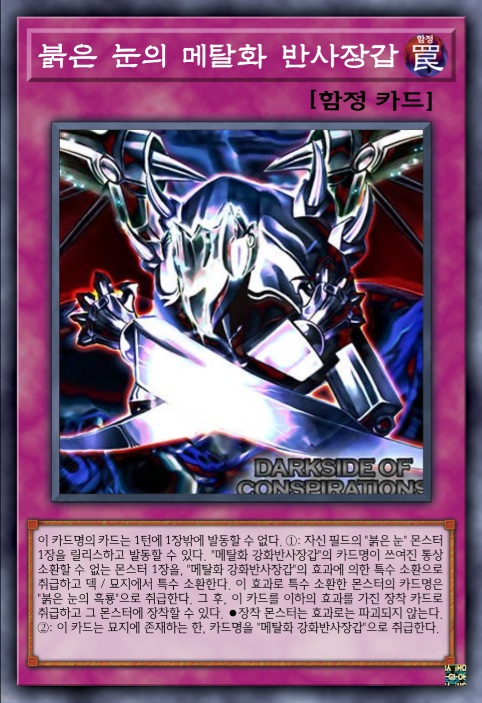 붉은 눈의 메탈화 반사장갑
함정
罠
[함정 카드]
DARKSIDE OF
CONSPIRATIONS
이 카드명의 카드는 1턴에 1장밖에 발동할 수 없다. ①: 자신 필드의 "붉은 눈" 몬스터
1장을 릴리스하고 발동할 수 있다. "메탈화 강화반사장갑"의 카드명이 쓰여진 통상
소환할 수 없는 몬스터 1장을, "메탈화 강화반사장갑"의 효과에 의한 특수 소환으로
취급하고 덱 / 묘지에서 특수 소환한다. 이 효과로 특수 소환한 몬스터의 카드명은
"붉은 눈의 흑룡"으로 취급한다. 그 후, 이 카드를 이하의 효과를 가진 장착 카드로
취급하고 그 몬스터에 장착할 수 있다. ●장착 몬스터는 효과로는 파괴되지 않는다.
②: 이 카드는 묘지에 존재하는 한, 카드명을 "메탈화 강화반사장갑"으로 취급한다.